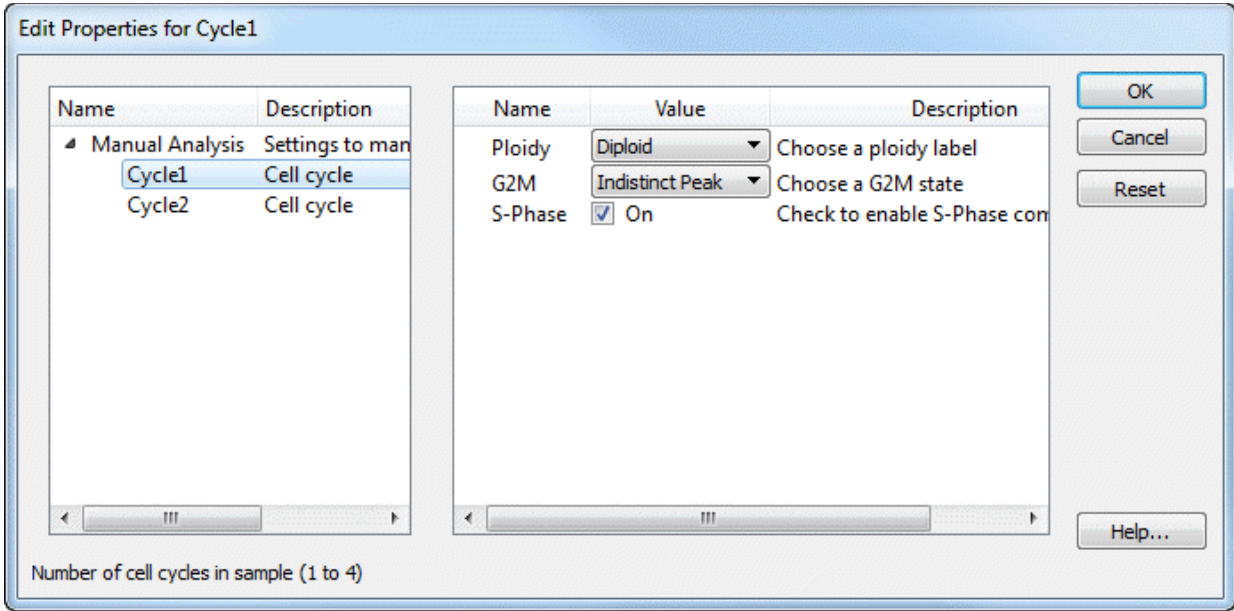 Edit Properties for Cycle1
Name Description
Manual Analysis Settings to man
Cycle1 Cell cycle
Cycle2 Cell cycle
Name Value Description
Ploidy Diploid Choose a ploidy label
G2M Indistinct Peak Choose a G2M state
S-Phase On Check to enable S-Phase com
OK
Cancel
Reset
Help...
Number of cell cycles in sample (1 to 4)